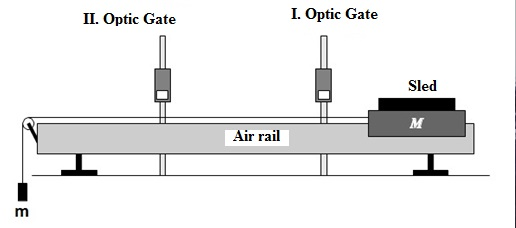 II. Optic Gate
I. Optic Gate
Sled
M
Air rail
m